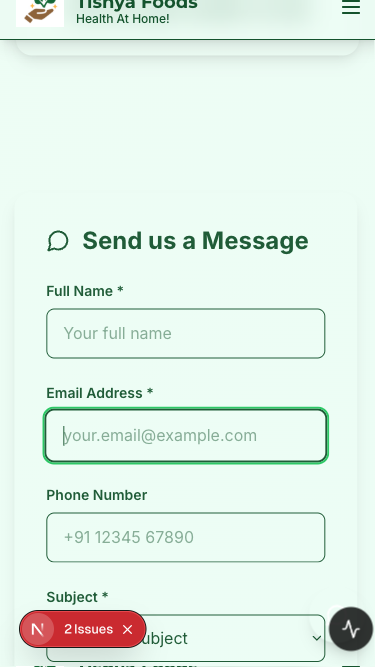 Tishya Foods
Health At Home!
Send us a Message
Full Name *
Your full name
Email Address *
your.email@example.com
Phone Number
+91 12345 67890
Subject *
ubject
N 2 Issues